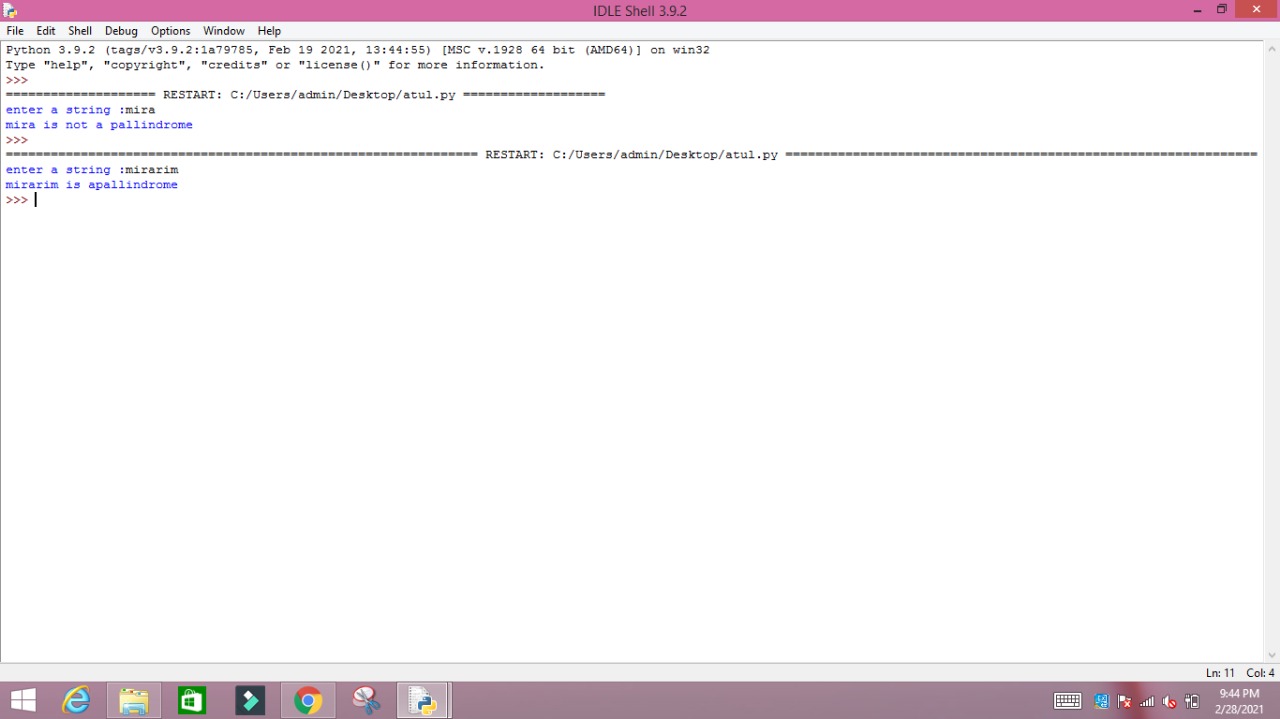 IDLE Shell 3.9.2
File Edit Shell Debug Options Window Help
Python 3.9.2 (tags/v3.9.2:1a79785, Feb 19 2021, 13:44:55) [MSC v.1928 64 bit (AMD64)] on win32
Type "help", "copyright", "credits" or "license()" for more information.
>>>
==================== RESTART: C:/Users/admin/Desktop/atul.py ===================
enter a string :mira
mira is not a pallindrome
>>>
=============================================================== RESTART: C:/Users/admin/Desktop/atul.py ===============================================================
enter a string :mirarim
mirarim is apallindrome
>>>
Ln: 11 Col: 4
9:44 PM
2/28/2021